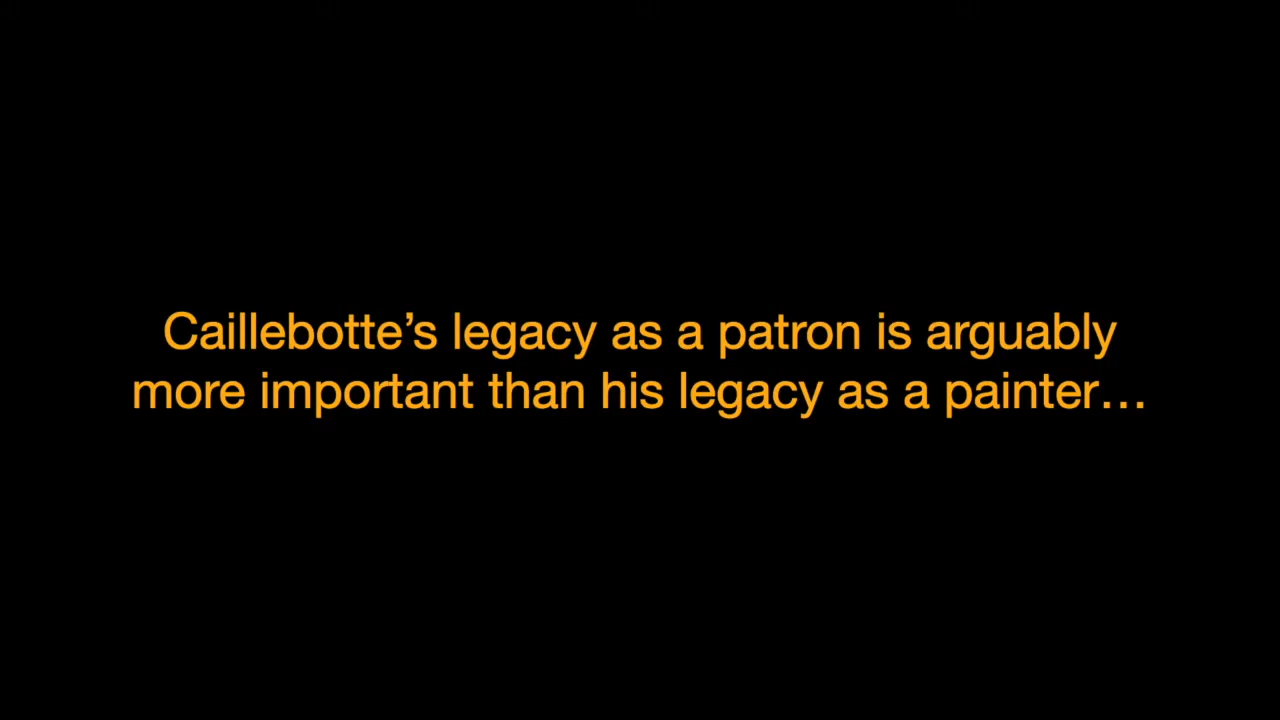 Caillebotte’s legacy as a patron is arguably
more important than his legacy as a painter…